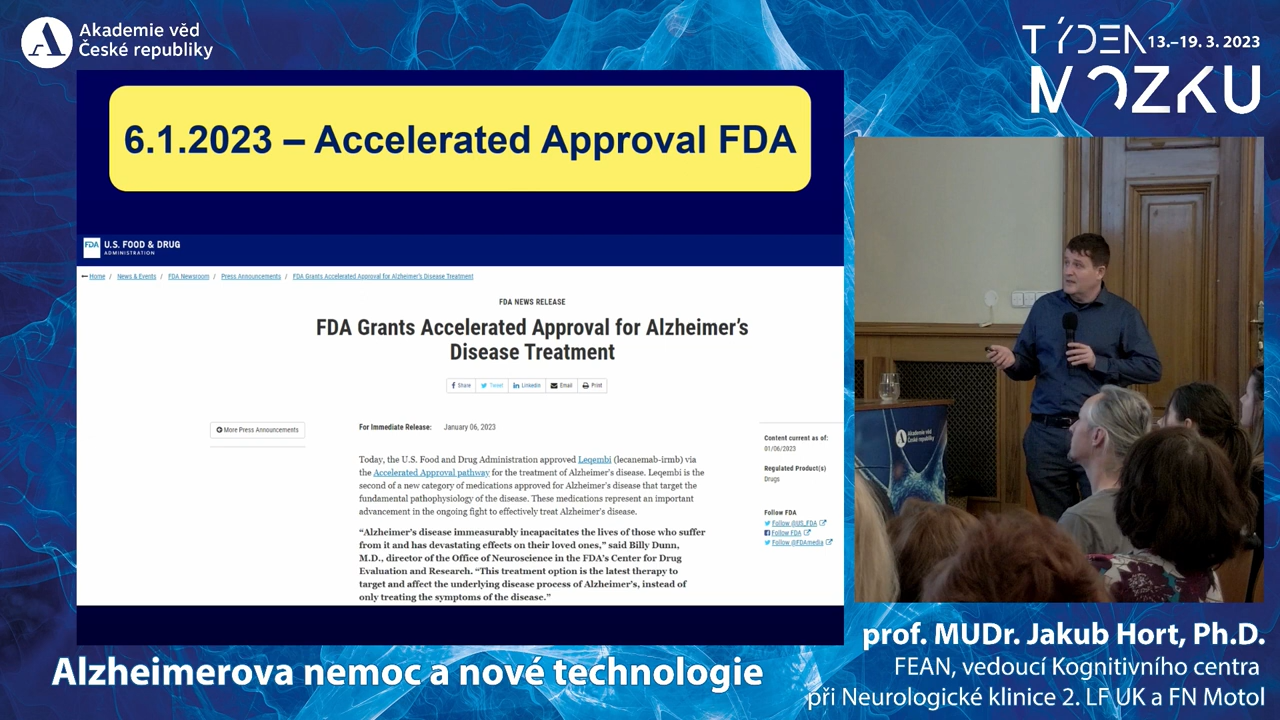 Akademie věd
České republiky
TÝDEN 13.–19. 3. 2023
MOZKU
6.1.2023 – Accelerated Approval FDA
FDA U.S. FOOD & DRUG
ADMINISTRATION
Home / News & Events / FDA Newsroom / Press Announcements / FDA Grants Accelerated Approval for Alzheimer's Disease Treatment
FDA NEWS RELEASE
FDA Grants Accelerated Approval for Alzheimer's
Disease Treatment
Share Tweet Linkedin Email Print
More Press Announcements
For Immediate Release: January 06, 2023
Today, the U.S. Food and Drug Administration approved Leqembi (lecanemab-irmb) via
the Accelerated Approval pathway for the treatment of Alzheimer's disease. Leqembi is the
second of a new category of medications approved for Alzheimer's disease that target the
fundamental pathophysiology of the disease. These medications represent an important
advancement in the ongoing fight to effectively treat Alzheimer's disease.
“Alzheimer's disease immeasurably incapacitates the lives of those who suffer
from it and has devastating effects on their loved ones,” said Billy Dunn,
M.D., director of the Office of Neuroscience in the FDA's Center for Drug
Evaluation and Research. “This treatment option is the latest therapy to
target and affect the underlying disease process of Alzheimer's, instead of
only treating the symptoms of the disease.”
Content current as of:
01/06/2023
Regulated Product(s)
Drugs
Follow FDA
Follow @US_FDA
Follow FDA
Follow @FDAmedia
Akademie věd
České republiky
Alzheimerova nemoc a nové technologie
prof. MUDr. Jakub Hort, Ph.D.
FEAN, vedoucí Kognitivního centra
při Neurologické klinice 2. LF UK a FN Motol